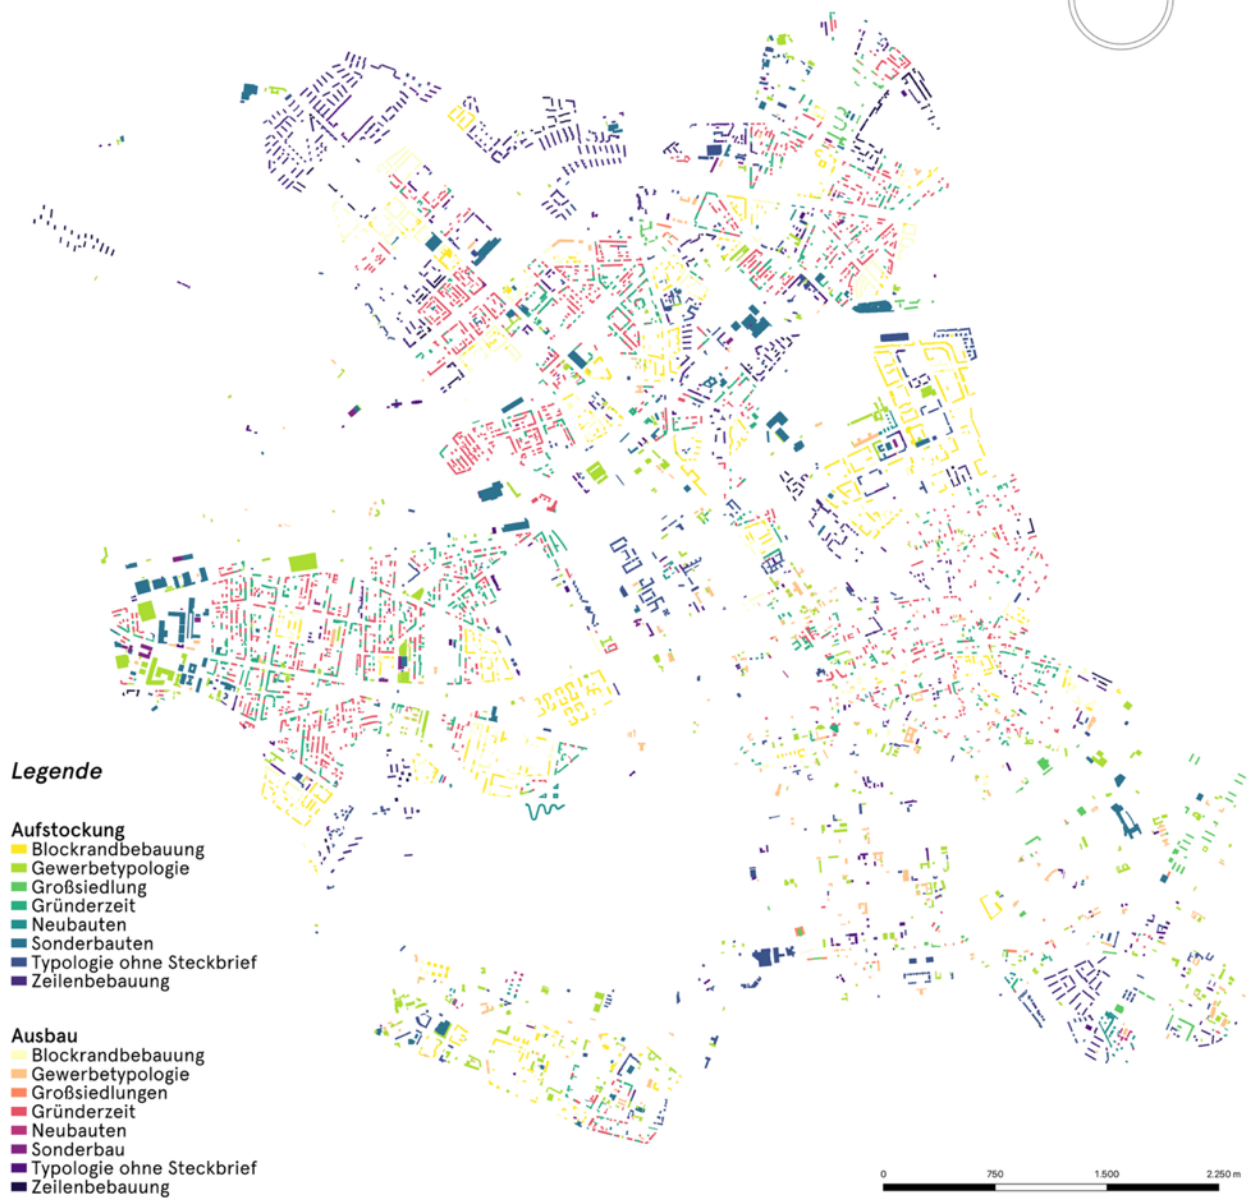 Legende
Aufstockung
Blockrandbebauung
Gewerbetypologie
Großsiedlung
Gründerzeit
Neubauten
Sonderbauten
Typologie ohne Steckbrief
Zeilenbebauung
Ausbau
Blockrandbebauung
Gewerbetypologie
Großsiedlungen
Gründerzeit
Neubauten
Sonderbau
Typologie ohne Steckbrief
Zeilenbebauung
0 750 1.500 2.250 m